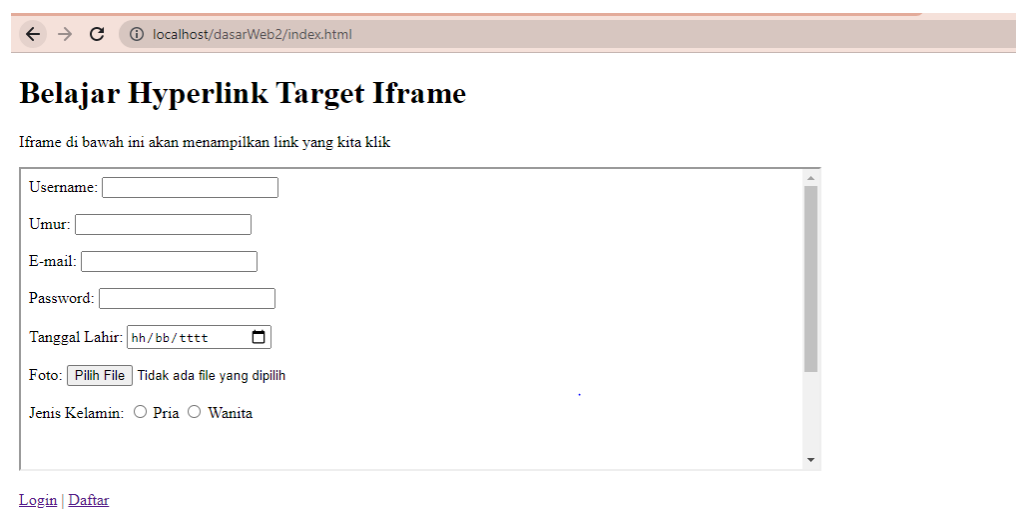 localhost/dasarWeb2/index.html
Belajar Hyperlink Target Iframe
Iframe di bawah ini akan menampilkan link yang kita klik
Username:
Umur:
E-mail:
Password:
Tanggal Lahir: hh/bb/tttt
Foto: Pilih File Tidak ada file yang dipilih
Jenis Kelamin: Pria Wanita
Login | Daftar